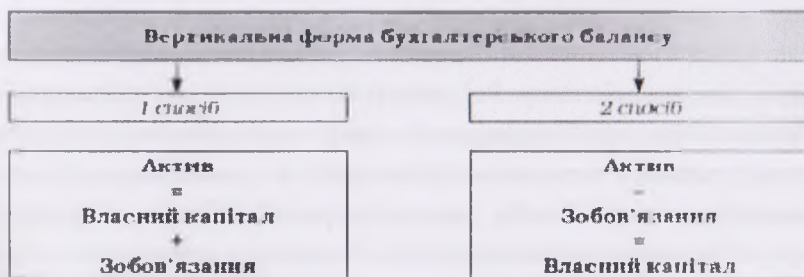 Вертикальна форма бухгалтерського балансу
1 спосіб
2 спосіб
Актив
=
Власний капітал
+
Зобов'язання
Актив
–
Зобов'язання
=
Власний капітал